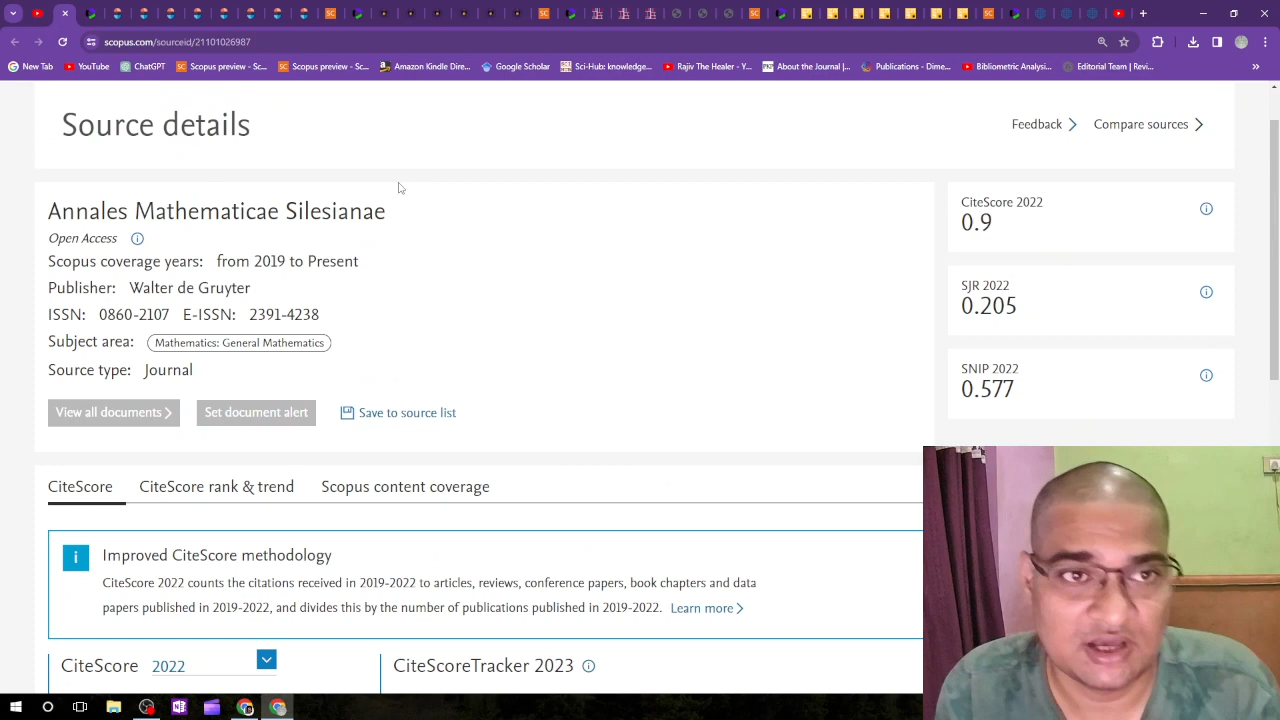 scopus.com/sourceid/21101026987
New Tab
YouTube
ChatGPT
Scopus preview - Sc...
Scopus preview - Sc...
Amazon Kindle Dire...
Google Scholar
Sci-Hub: knowledge...
Rajiv The Healer - Y...
About the Journal |...
Publications - Dime...
Bibliometric Analysi...
Editorial Team | Revi...
Source details
Feedback
Compare sources
Annales Mathematicae Silesianae
Open Access
Scopus coverage years: from 2019 to Present
Publisher: Walter de Gruyter
ISSN: 0860-2107 E-ISSN: 2391-4238
Subject area: Mathematics: General Mathematics
Source type: Journal
View all documents
Set document alert
Save to source list
CiteScore 2022
0.9
SJR 2022
0.205
SNIP 2022
0.577
CiteScore
CiteScore rank & trend
Scopus content coverage
Improved CiteScore methodology
CiteScore 2022 counts the citations received in 2019-2022 to articles, reviews, conference papers, book chapters and data
papers published in 2019-2022, and divides this by the number of publications published in 2019-2022. Learn more
CiteScore 2022
CiteScoreTracker 2023